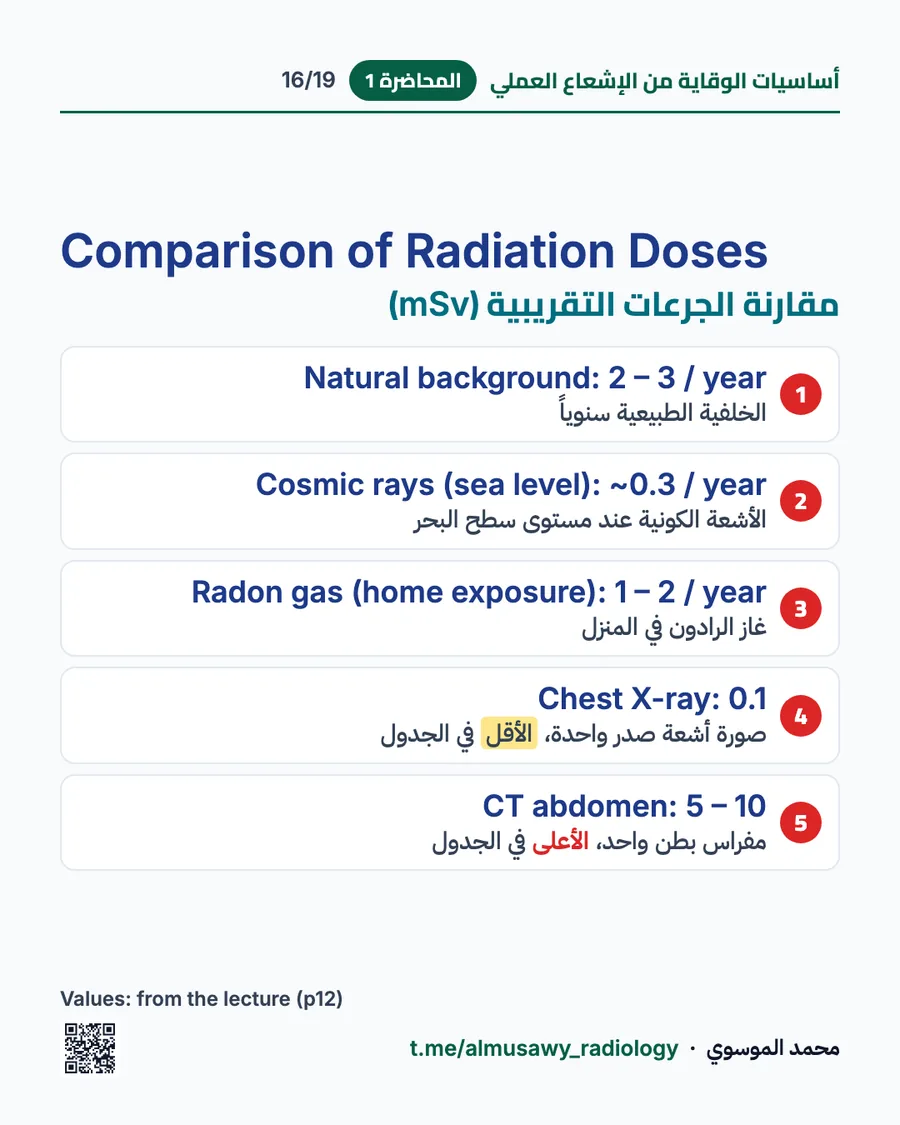 أساسيات الوقاية من الإشعاع العملي المحاضرة 1 16/19
Comparison of Radiation Doses
مقارنة الجرعات التقريبية (mSv)
1 Natural background: 2 – 3 / year
الخلفية الطبيعية سنوياً
2 Cosmic rays (sea level): ~0.3 / year
الأشعة الكونية عند مستوى سطح البحر
3 Radon gas (home exposure): 1 – 2 / year
غاز الرادون في المنزل
4 Chest X-ray: 0.1
صورة أشعة صدر واحدة، الأقل في الجدول
5 CT abdomen: 5 – 10
مفراس بطن واحد، الأعلى في الجدول
Values: from the lecture (p12)
محمد الموسوي · t.me/almusawy_radiology